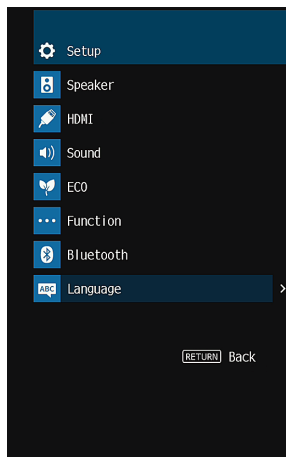 Setup
Speaker
HDMI
Sound
ECO
Function
Bluetooth
ABC Language
RETURN Back